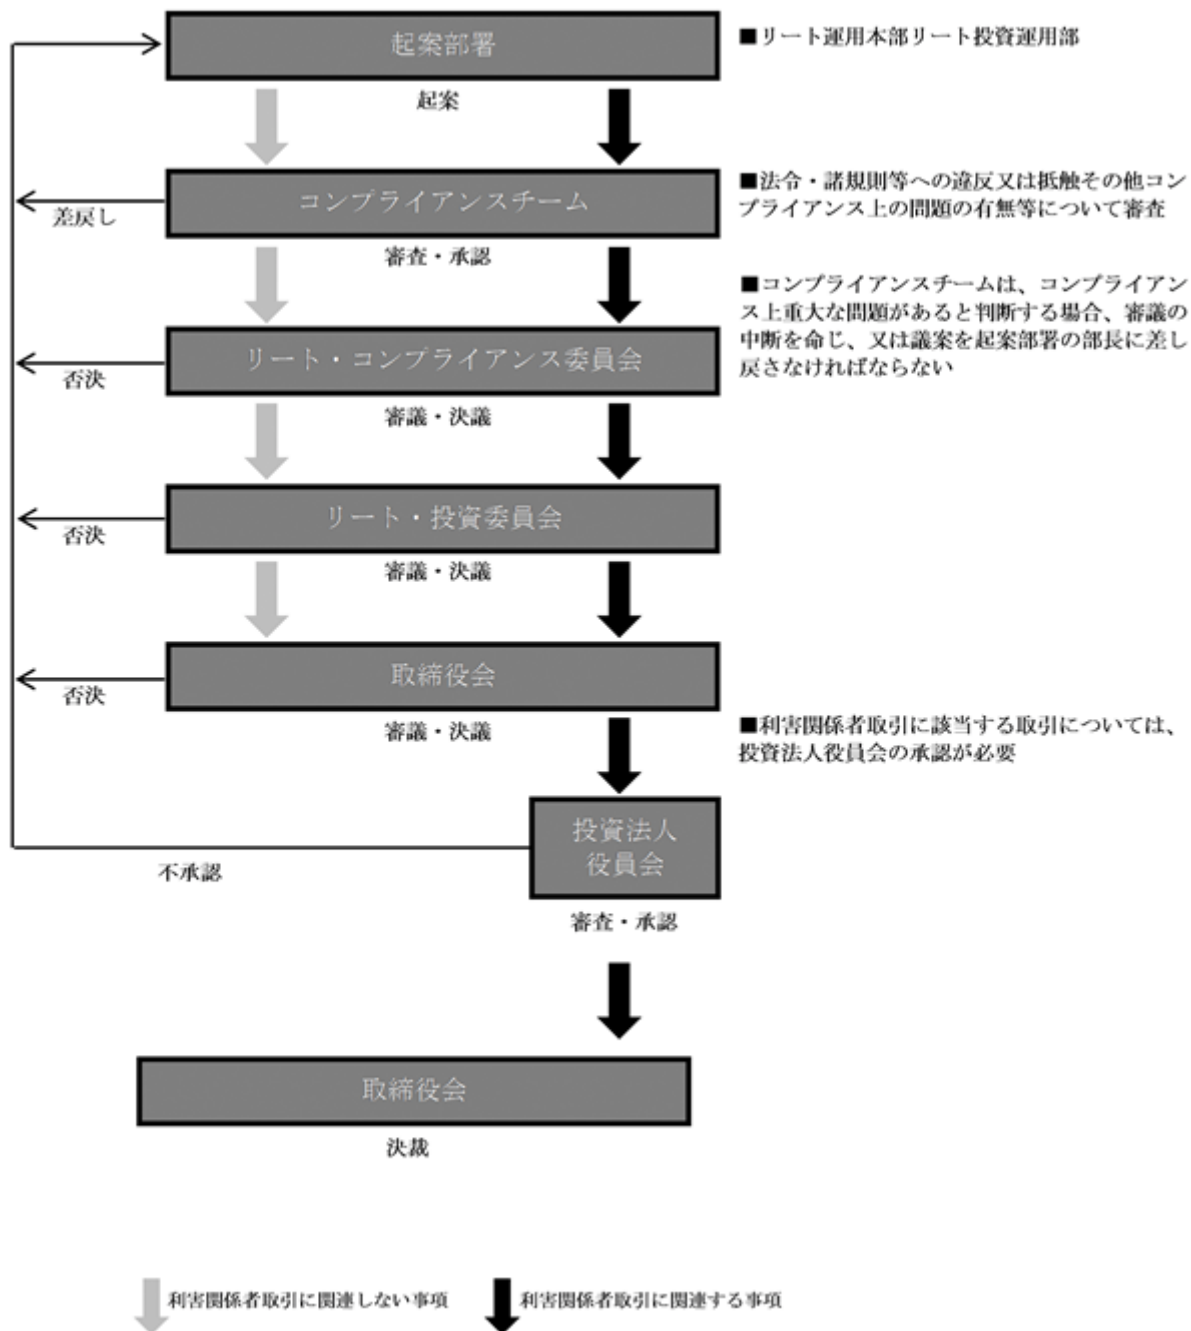 起案部署
■リート運用本部リート投資運用部
起案
コンプライアンスチーム
■法令・諸規則等への違反又は抵触その他コン
プライアンス上の問題の有無等について審査
差戻し
審査・承認
■コンプライアンスチームは、コンプライアン
ス上重大な問題があると判断する場合、審議の
中断を命じ、又は議案を起案部署の部長に差し
戻さなければならない
リート・コンプライアンス委員会
否決
審議・決議
リート・投資委員会
否決
審議・決議
取締役会
否決
審議・決議
■利害関係者取引に該当する取引については、
投資法人役員会の承認が必要
投資法人
役員会
不承認
審査・承認
取締役会
決裁
利害関係者取引に関連しない事項
利害関係者取引に関連する事項